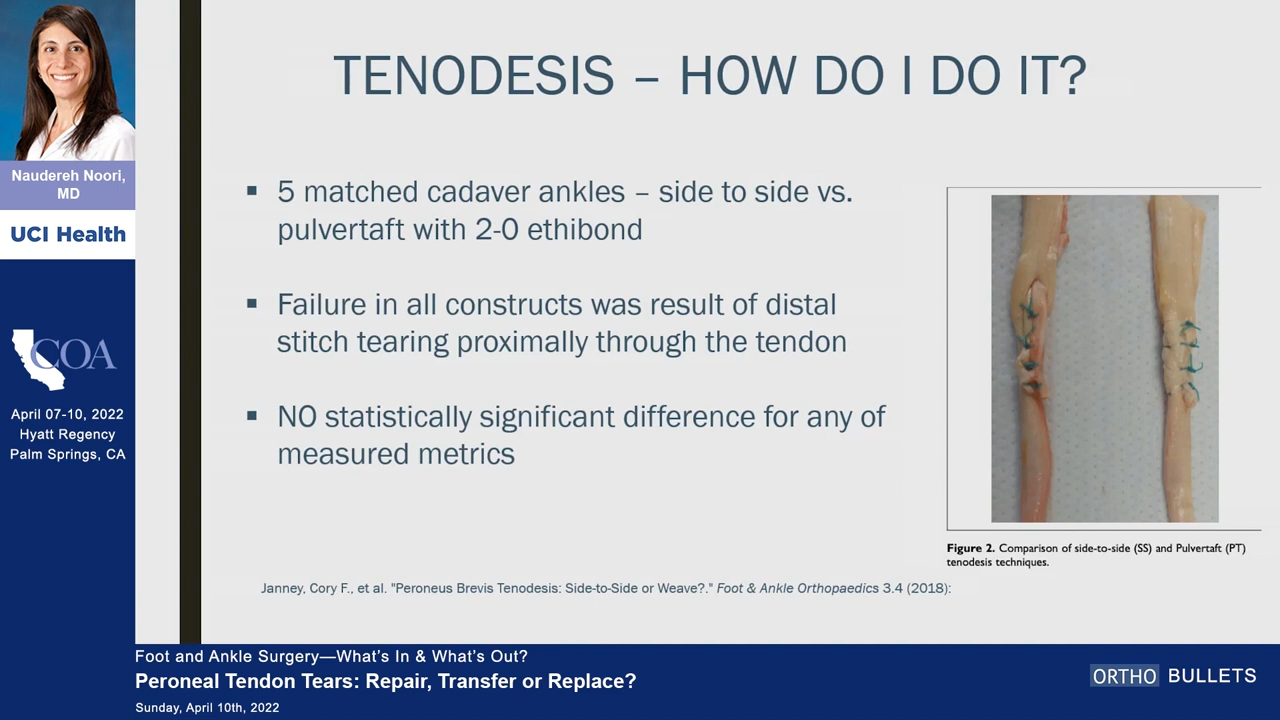 TENODESIS – HOW DO I DO IT?
Naudereh Noori,
MD
UCI Health
COA
April 07-10, 2022
Hyatt Regency
Palm Springs, CA
▪ 5 matched cadaver ankles – side to side vs.
pulvertaft with 2-0 ethibond
▪ Failure in all constructs was result of distal
stitch tearing proximally through the tendon
▪ NO statistically significant difference for any of
measured metrics
Figure 2. Comparison of side-to-side (SS) and Pulvertaft (PT)
tenodesis techniques.
Janney, Cory F., et al. "Peroneus Brevis Tenodesis: Side-to-Side or Weave?." Foot & Ankle Orthopaedics 3.4 (2018):
Foot and Ankle Surgery—What's In & What's Out?
Peroneal Tendon Tears: Repair, Transfer or Replace?
Sunday, April 10th, 2022
ORTHO BULLETS